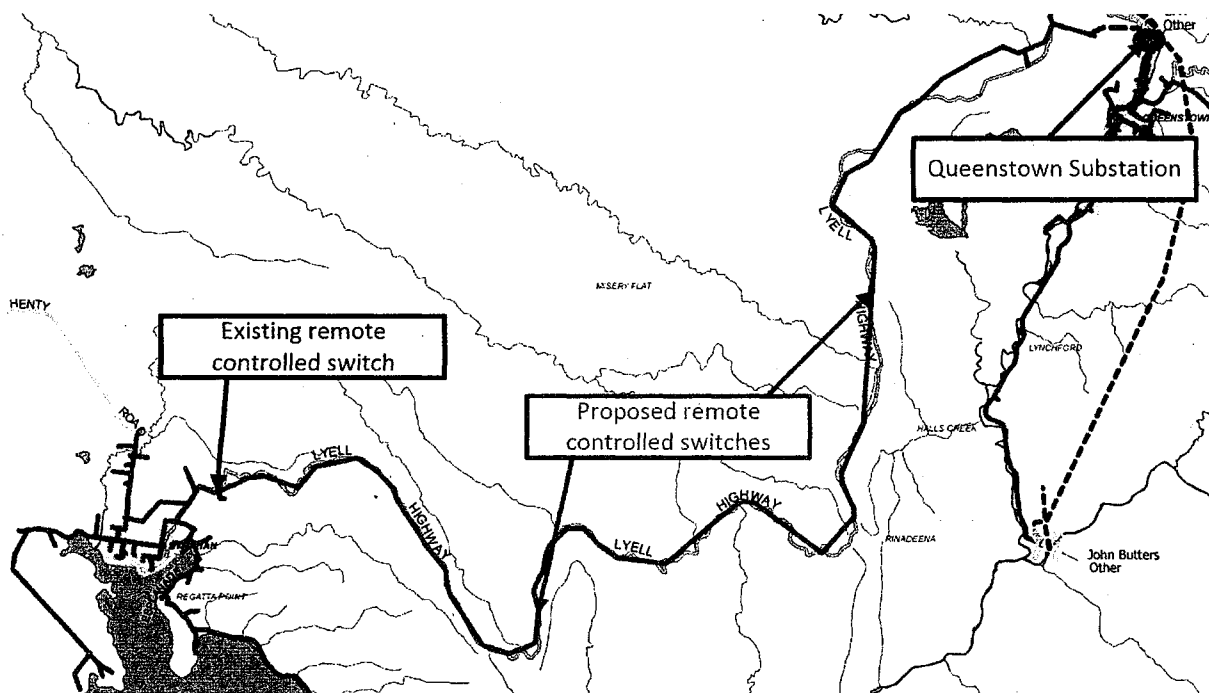 Other
QUEENSTOWN
Queenstown Substation
LYELL
MISERY FLAT
HENTY
HIGHWAY
Existing remote
controlled switch
LYNCHFORD
Proposed remote
controlled switches
HALLS CREEK
LYELL
HIGHWAY
HIGHWAY
LYELL
RINADEENA
John Butters
Other
REGATTA POINT